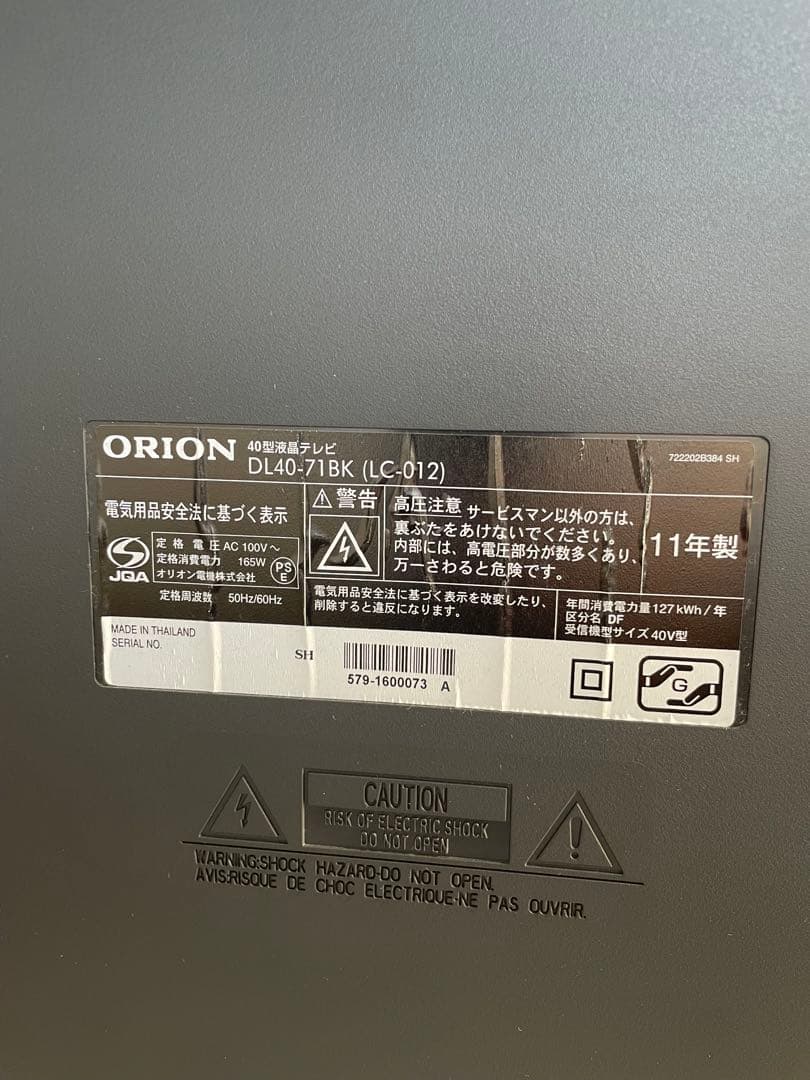 ORION 40型液晶テレビ
DL40-71BK (LC-012)
722202B384 SH
電気用品安全法に基づく表示
JQA
定格電圧 AC 100V～
定格消費電力 165W
オリオン電機株式会社
PS
E
定格周波数 50Hz/60Hz
警告
高圧注意 サービスマン以外の方は、
裏ぶたをあけないでください。
内部には、高電圧部分が数多くあり、
万一さわると危険です。
11年製
電気用品安全法に基づく表示を改変したり、
削除すると違反になります。
年間消費電力量 127 kWh/年
区分名 DF
受信機型サイズ 40V型
MADE IN THAILAND
SERIAL NO.
SH
579-1600073 A
G
CAUTION
RISK OF ELECTRIC SHOCK
DO NOT OPEN
WARNING:SHOCK HAZARD-DO NOT OPEN.
AVIS:RISQUE DE CHOC ELECTRIQUE-NE PAS OUVRIR.